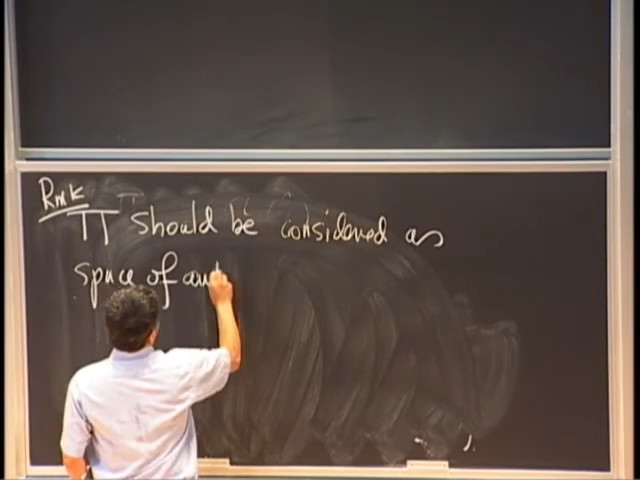 Rmk
Π should be considered as
space of aut